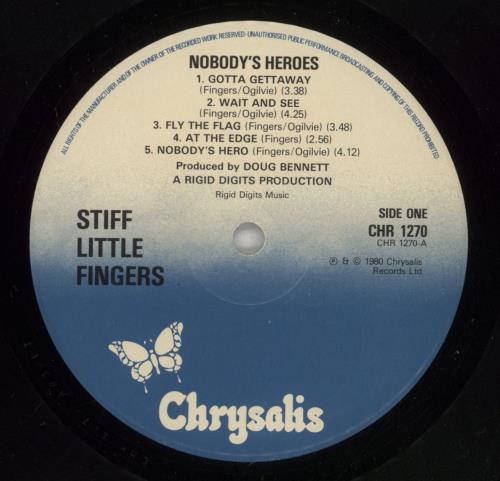 ALL RIGHTS OF THE MANUFACTURER AND OF THE OWNER OF THE RECORDED WORK RESERVED·UNAUTHORISED PUBLIC PERFORMANCE BROADCASTING AND COPYING OF THIS RECORD PROHIBITED
NOBODY'S HEROES
1. GOTTA GETTAWAY
(Fingers/Ogilvie) (3.38)
2. WAIT AND SEE
(Fingers/Ogilvie) (4.25)
3. FLY THE FLAG (Fingers/Ogilvie) (3.48)
4. AT THE EDGE (Fingers) (2.56)
5. NOBODY'S HERO (Fingers/Ogilvie) (4.12)
Produced by DOUG BENNETT
A RIGID DIGITS PRODUCTION
Rigid Digits Music
STIFF
LITTLE
FINGERS
SIDE ONE
CHR 1270
CHR 1270-A
℗ & © 1980 Chrysalis
Records Ltd.
Chrysalis